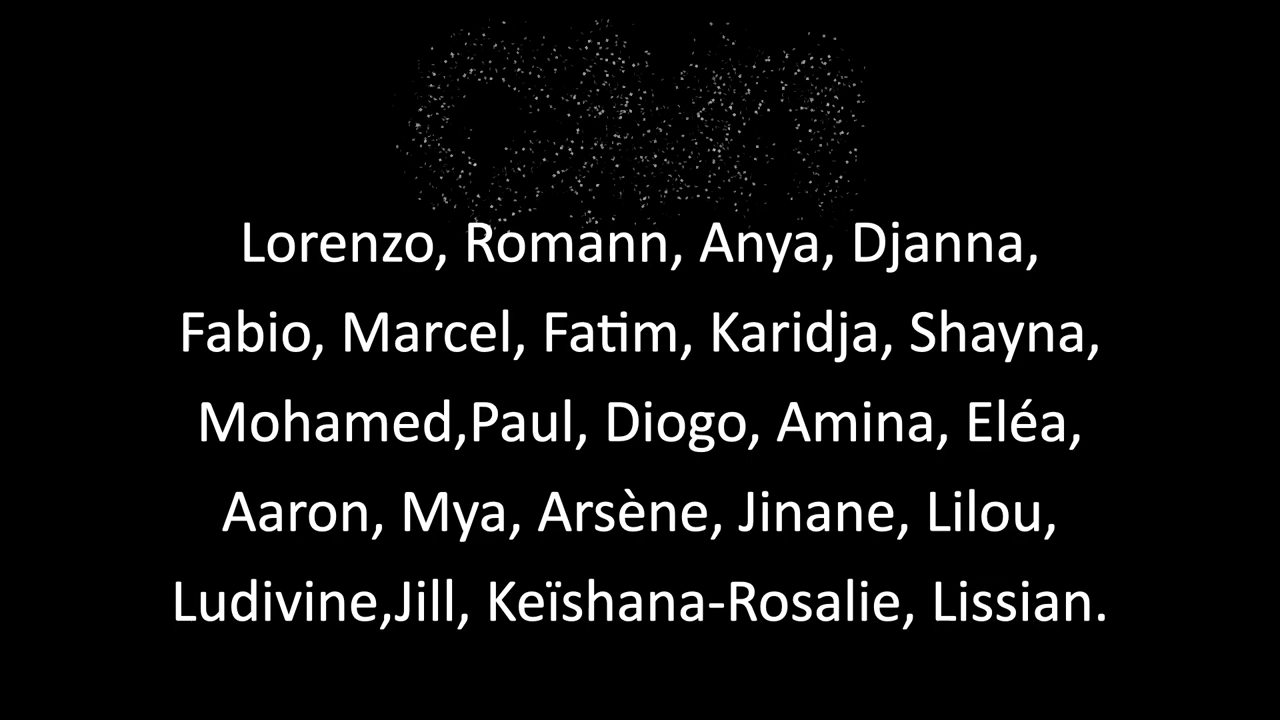 Lorenzo, Romann, Anya, Djanna,
Fabio, Marcel, Fatim, Karidja, Shayna,
Mohamed,Paul, Diogo, Amina, Eléa,
Aaron, Mya, Arsène, Jinane, Lilou,
Ludivine,Jill, Keïshana-Rosalie, Lissian.